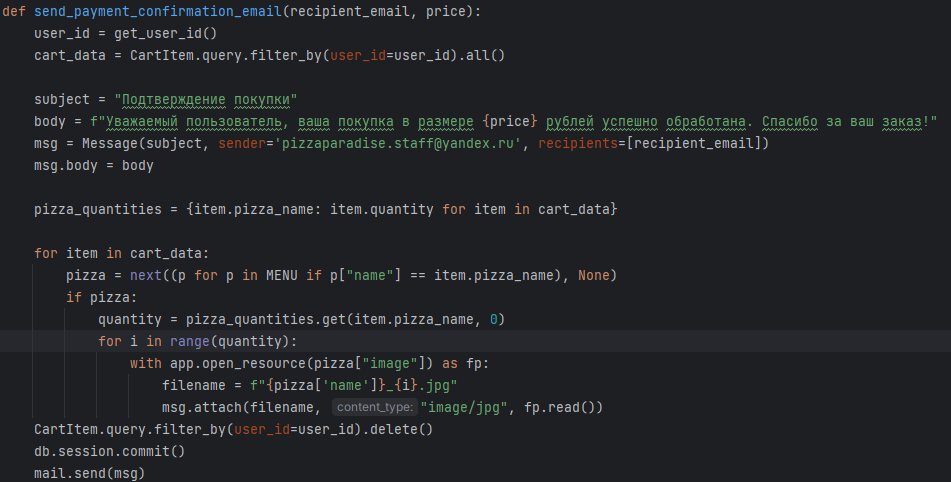 def send_payment_confirmation_email(recipient_email, price):
    user_id = get_user_id()
    cart_data = CartItem.query.filter_by(user_id=user_id).all()

    subject = "Подтверждение покупки"
    body = f"Уважаемый пользователь, ваша покупка в размере {price} рублей успешно обработана. Спасибо за ваш заказ!"
    msg = Message(subject, sender='pizzaparadise.staff@yandex.ru', recipients=[recipient_email])
    msg.body = body

    pizza_quantities = {item.pizza_name: item.quantity for item in cart_data}

    for item in cart_data:
        pizza = next((p for p in MENU if p["name"] == item.pizza_name), None)
        if pizza:
            quantity = pizza_quantities.get(item.pizza_name, 0)
            for i in range(quantity):
                with app.open_resource(pizza["image"]) as fp:
                    filename = f"{pizza['name']}_{i}.jpg"
                    msg.attach(filename, content_type: "image/jpg", fp.read())
    CartItem.query.filter_by(user_id=user_id).delete()
    db.session.commit()
    mail.send(msg)